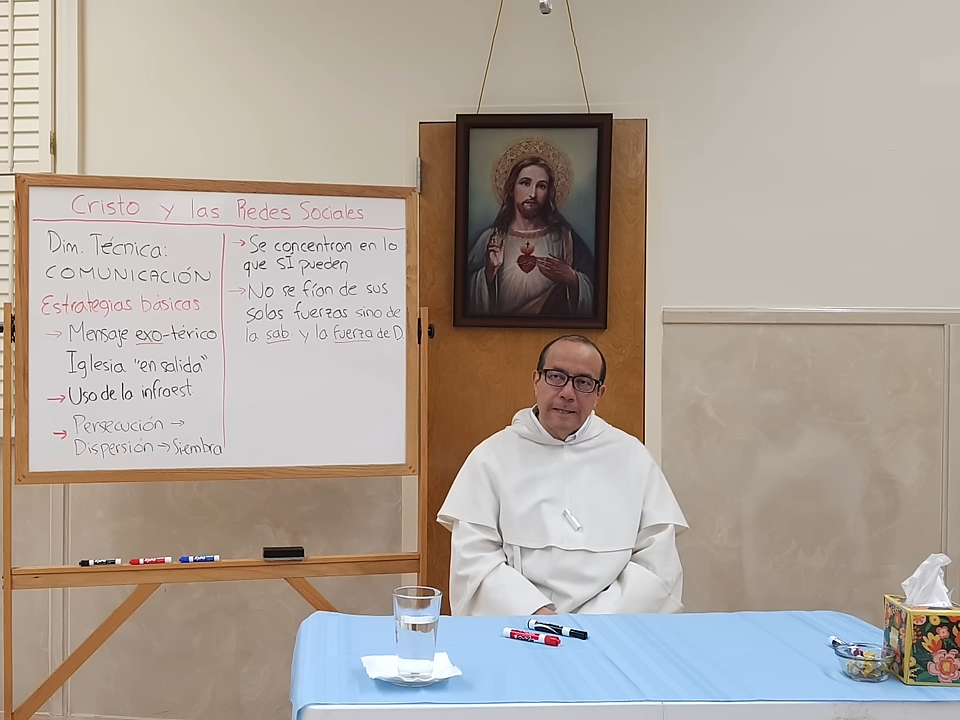 Cristo y las Redes Sociales
Dim. Técnica:
COMUNICACIÓN
Estrategias básicas
→ Mensaje exo-térico
Iglesia "en salida"
→ Uso de la infraest
→ Persecución →
Dispersión → Siembra
→ Se concentran en lo
que SÍ pueden
→ No se fían de sus
solas fuerzas sino de
la sab y la fuerza de D.